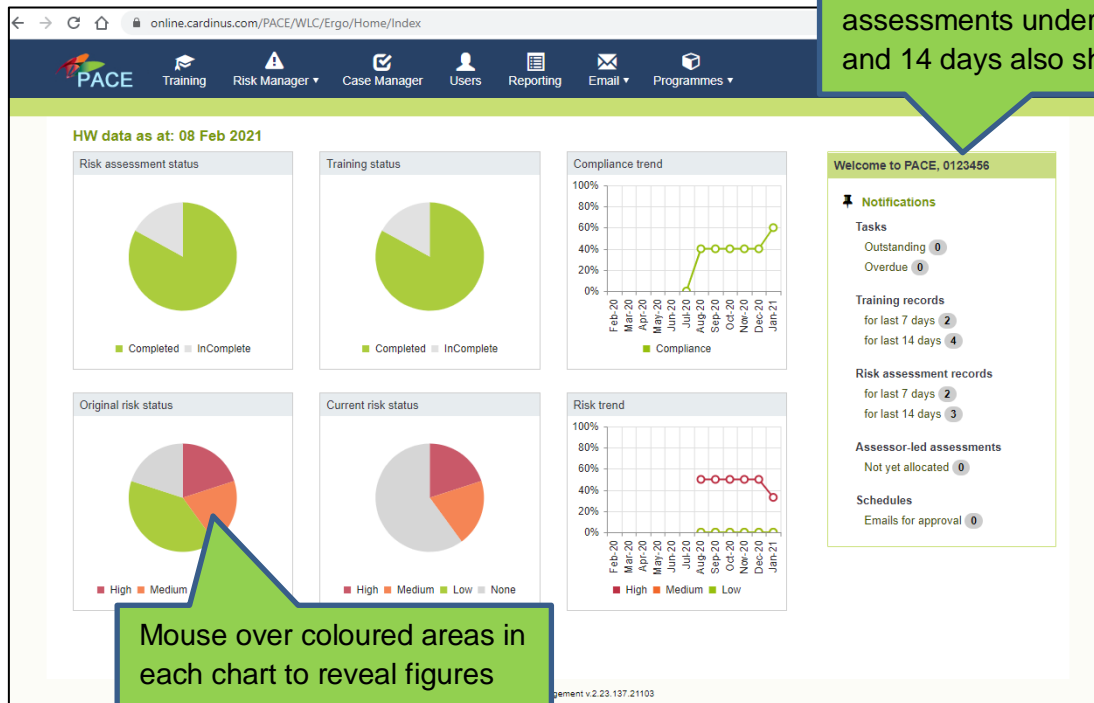 assessments under
and 14 days also sh
online.cardinus.com/PACE/WLC/Ergo/Home/Index
PACE
Training
Risk Manager
Case Manager
Users
Reporting
Email
Programmes
HW data as at: 08 Feb 2021
Risk assessment status
Completed InComplete
Training status
Completed InComplete
Compliance trend
100%
80%
60%
40%
20%
0%
Feb-20
Mar-20
Apr-20
May-20
Jun-20
Jul-20
Aug-20
Sep-20
Oct-20
Nov-20
Dec-20
Jan-21
Compliance
Welcome to PACE, 0123456
Notifications
Tasks
Outstanding 0
Overdue 0
Training records
for last 7 days 2
for last 14 days 4
Risk assessment records
for last 7 days 2
for last 14 days 3
Assessor-led assessments
Not yet allocated 0
Schedules
Emails for approval 0
Original risk status
High Medium
Current risk status
High Medium Low None
Risk trend
100%
80%
60%
40%
20%
0%
Feb-20
Mar-20
Apr-20
May-20
Jun-20
Jul-20
Aug-20
Sep-20
Oct-20
Nov-20
Dec-20
Jan-21
High Medium Low
Mouse over coloured areas in
each chart to reveal figures
gement v.2.23.137.21103